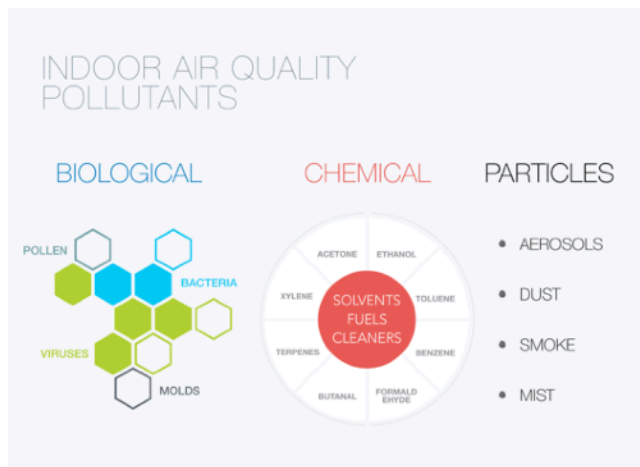 INDOOR AIR QUALITY
POLLUTANTS
BIOLOGICAL
POLLEN
BACTERIA
VIRUSES
MOLDS
CHEMICAL
ACETONE
ETHANOL
XYLENE
TOLUENE
SOLVENTS
FUELS
CLEANERS
TERPENES
BENZENE
BUTANAL
FORMALD
EHYDE
PARTICLES
• AEROSOLS
• DUST
• SMOKE
• MIST